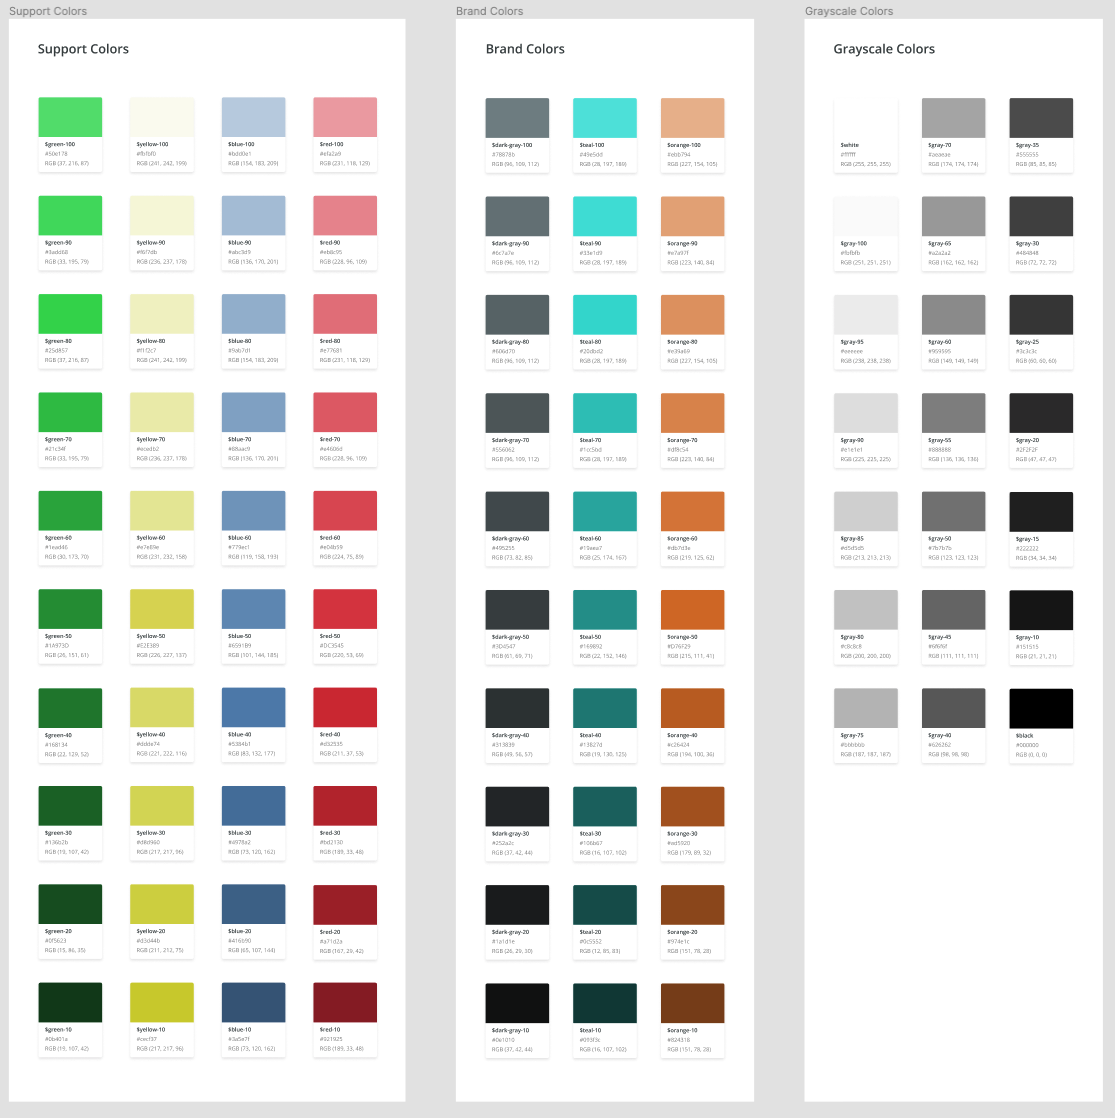 Support Colors
Brand Colors
Grayscale Colors
Support Colors
$green-100
#50e178
RGB (37, 216, 87)
$yellow-100
#fbfbf0
RGB (241, 242, 199)
$blue-100
#bdd0e1
RGB (154, 183, 209)
$red-100
#efa2a9
RGB (231, 118, 129)
$green-90
#3add68
RGB (33, 195, 79)
$yellow-90
#f6f7db
RGB (236, 237, 178)
$blue-90
#abc3d9
RGB (136, 170, 201)
$red-90
#eb8c95
RGB (228, 96, 109)
$green-80
#25d857
RGB (37, 216, 87)
$yellow-80
#f1f2c7
RGB (241, 242, 199)
$blue-80
#9ab7d1
RGB (154, 183, 209)
$red-80
#e77681
RGB (231, 118, 129)
$green-70
#21c34f
RGB (33, 195, 79)
$yellow-70
#ecedb2
RGB (236, 237, 178)
$blue-70
#88aac9
RGB (136, 170, 201)
$red-70
#e4606d
RGB (228, 96, 109)
$green-60
#1ead46
RGB (30, 173, 70)
$yellow-60
#e7e89e
RGB (231, 232, 158)
$blue-60
#779ec1
RGB (119, 158, 193)
$red-60
#e04b59
RGB (224, 75, 89)
$green-50
#1A973D
RGB (26, 151, 61)
$yellow-50
#E2E389
RGB (226, 227, 137)
$blue-50
#6591B9
RGB (101, 144, 185)
$red-50
#DC3545
RGB (220, 53, 69)
$green-40
#168134
RGB (22, 129, 52)
$yellow-40
#ddde74
RGB (221, 222, 116)
$blue-40
#5384b1
RGB (83, 132, 177)
$red-40
#d32535
RGB (211, 37, 53)
$green-30
#136b2b
RGB (19, 107, 42)
$yellow-30
#d8d960
RGB (217, 217, 96)
$blue-30
#4978a2
RGB (73, 120, 162)
$red-30
#bd2130
RGB (189, 33, 48)
$green-20
#0f5623
RGB (15, 86, 35)
$yellow-20
#d3d44b
RGB (211, 212, 75)
$blue-20
#416b90
RGB (65, 107, 144)
$red-20
#a71d2a
RGB (167, 29, 42)
$green-10
#0b401a
RGB (19, 107, 42)
$yellow-10
#cecf37
RGB (217, 217, 96)
$blue-10
#3a5e7f
RGB (73, 120, 162)
$red-10
#921925
RGB (189, 33, 48)
Brand Colors
$dark-gray-100
#78878b
RGB (96, 109, 112)
$teal-100
#49e5dd
RGB (28, 197, 189)
$orange-100
#ebb794
RGB (227, 154, 105)
$dark-gray-90
#6c7a7e
RGB (96, 109, 112)
$teal-90
#33e1d9
RGB (28, 197, 189)
$orange-90
#e7a97f
RGB (223, 140, 84)
$dark-gray-80
#606d70
RGB (96, 109, 112)
$teal-80
#20dbd2
RGB (28, 197, 189)
$orange-80
#e39a69
RGB (227, 154, 105)
$dark-gray-70
#556062
RGB (96, 109, 112)
$teal-70
#1cc5bd
RGB (28, 197, 189)
$orange-70
#df8c54
RGB (223, 140, 84)
$dark-gray-60
#495255
RGB (73, 82, 85)
$teal-60
#19aea7
RGB (25, 174, 167)
$orange-60
#db7d3e
RGB (219, 125, 62)
$dark-gray-50
#3D4547
RGB (61, 69, 71)
$teal-50
#169892
RGB (22, 152, 146)
$orange-50
#D76F29
RGB (215, 111, 41)
$dark-gray-40
#313839
RGB (49, 56, 57)
$teal-40
#13827d
RGB (19, 130, 125)
$orange-40
#c26424
RGB (194, 100, 36)
$dark-gray-30
#252a2c
RGB (37, 42, 44)
$teal-30
#106b67
RGB (16, 107, 102)
$orange-30
#ad5920
RGB (179, 89, 32)
$dark-gray-20
#1a1d1e
RGB (26, 29, 30)
$teal-20
#0c5552
RGB (12, 85, 83)
$orange-20
#974e1c
RGB (151, 78, 28)
$dark-gray-10
#0e1010
RGB (37, 42, 44)
$teal-10
#093f3c
RGB (16, 107, 102)
$orange-10
#824318
RGB (151, 78, 28)
Grayscale Colors
$white
#ffffff
RGB (255, 255, 255)
$gray-70
#aeaeae
RGB (174, 174, 174)
$gray-35
#555555
RGB (85, 85, 85)
$gray-100
#fbfbfb
RGB (251, 251, 251)
$gray-65
#a2a2a2
RGB (162, 162, 162)
$gray-30
#484848
RGB (72, 72, 72)
$gray-95
#eeeeee
RGB (238, 238, 238)
$gray-60
#959595
RGB (149, 149, 149)
$gray-25
#3c3c3c
RGB (60, 60, 60)
$gray-90
#e1e1e1
RGB (225, 225, 225)
$gray-55
#888888
RGB (136, 136, 136)
$gray-20
#2F2F2F
RGB (47, 47, 47)
$gray-85
#d5d5d5
RGB (213, 213, 213)
$gray-50
#7b7b7b
RGB (123, 123, 123)
$gray-15
#222222
RGB (34, 34, 34)
$gray-80
#c8c8c8
RGB (200, 200, 200)
$gray-45
#6f6f6f
RGB (111, 111, 111)
$gray-10
#151515
RGB (21, 21, 21)
$gray-75
#bbbbbb
RGB (187, 187, 187)
$gray-40
#626262
RGB (98, 98, 98)
$black
#000000
RGB (0, 0, 0)